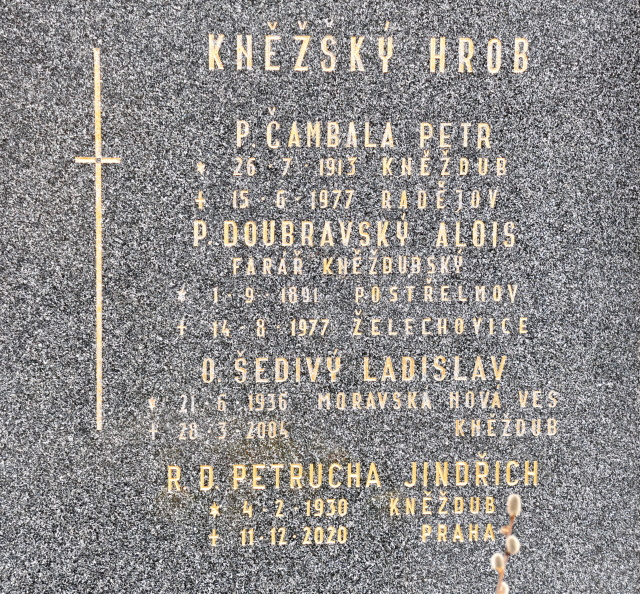 KNĚŽSKÝ HROB
P. ČAMBALA PETR
* 26 · 7 · 1913 KNĚŽDUB
+ 15 · 6 · 1977 RADĚJOV
P. DOUBRAVSKÝ ALOIS
FARÁŘ KNĚŽDUBSKÝ
* 1 · 9 · 1891 POSTŘELMOV
+ 14 · 8 · 1977 ŽELECHOVICE
O. ŠEDIVÝ LADISLAV
* 21 · 6 · 1936 MORAVSKÁ NOVÁ VES
+ 28 · 3 · 2004 KNĚŽDUB
R. D. PETRUCHA JINDŘICH
* 4 · 2 · 1930 KNĚŽDUB
+ 11 · 12 · 2020 PRAHA